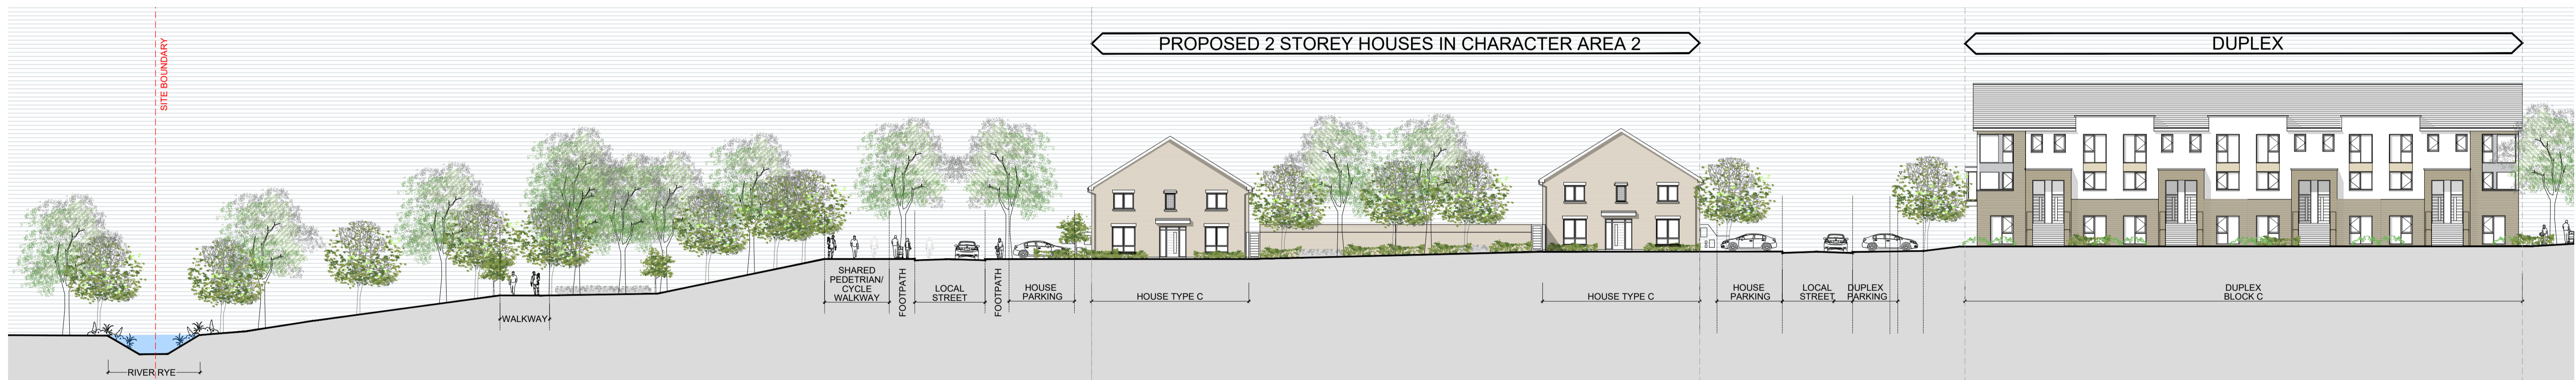 SITE BOUNDARY
PROPOSED 2 STOREY HOUSES IN CHARACTER AREA 2
DUPLEX
RIVER RYE
WALKWAY
SHARED
PEDETRIAN/
CYCLE
WALKWAY
FOOTPATH
LOCAL
STREET
FOOTPATH
HOUSE
PARKING
HOUSE TYPE C
HOUSE TYPE C
HOUSE
PARKING
LOCAL
STREET
DUPLEX
PARKING
DUPLEX
BLOCK C